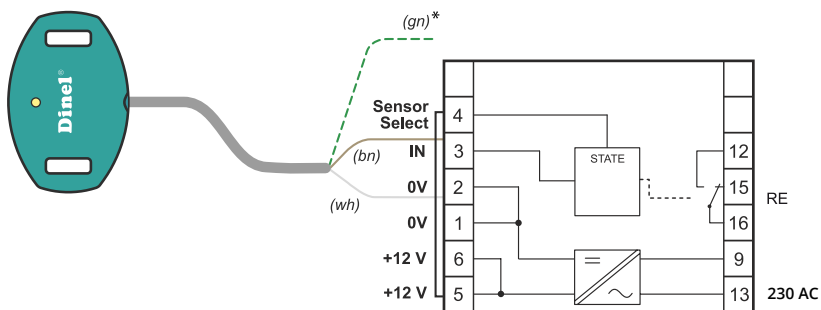 (gn)*
Dinel®
Sensor
Select
4
(bn)
IN
3
STATE
12
0V
2
15
RE
(wh)
0V
1
16
+12 V
6
9
+12 V
5
13
230 AC